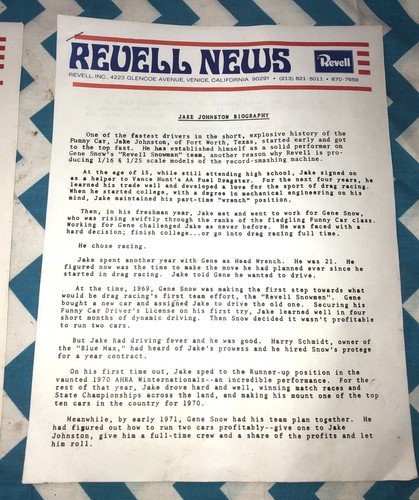 REVELL NEWS
Revell
REVELL, INC., 4223 GLENCOE AVENUE, VENICE, CALIFORNIA 90291 • (213) 821-5011 • 870-7659
JAKE JOHNSTON BIOGRAPHY
One of the fastest drivers in the short, explosive history of the
Funny Car, Jake Johnston, of Fort Worth, Texas, started early and got
to the top fast. He has established himself as a solid performer on
Gene Snow's "Revell Snowman" team, another reason why Revell is pro-
ducing 1/16 & 1/25 scale models of the record-smashing machine.
At the age of 15, while still attending high school, Jake signed on
as a helper to Vance Hunt's AA Fuel Dragster. For the next four years, he
learned his trade well and developed a love for the sport of drag racing.
When he started college, with a degree in mechanical engineering on his
mind, Jake maintained his part-time "wrench" position.
Then, in his freshman year, Jake met and went to work for Gene Snow,
who was rising swiftly through the ranks of the fledgling Funny Car class.
Working for Gene challenged Jake as never before. He was faced with a
hard decision; finish college...or go into drag racing full time.
He chose racing.
Jake spent another year with Gene as Head Wrench. He was 21. He
figured now was the time to make the move he had planned ever since he
started in drag racing. Jake told Gene he wanted to drive.
At the time, 1969, Gene Snow was making the first step towards what
would be drag racing's first team effort, the "Revell Snowmen". Gene
bought a new car and assigned Jake to drive the old one. Securing his
Funny Car Driver's License on his first try, Jake learned well in four
short months of dynamic driving. Then Snow decided it wasn't profitable
to run two cars.
But Jake had driving fever and he was good. Harry Schmidt, owner of
the "Blue Max," had heard of Jake's prowess and he hired Snow's protege
for a year contract.
On his first time out, Jake sped to the Runner-up position in the
vaunted 1970 AHRA Winternationals--an incredible performance. For the
rest of that year, Jake drove hard and well, winning match races and
State Championships across the land, and making his mount one of the top
ten cars in the country for 1970.
Meanwhile, by early 1971, Gene Snow had his team plan together. He
had figured out how to run two cars profitably--give one to Jake
Johnston, give him a full-time crew and a share of the profits and let
him roll.